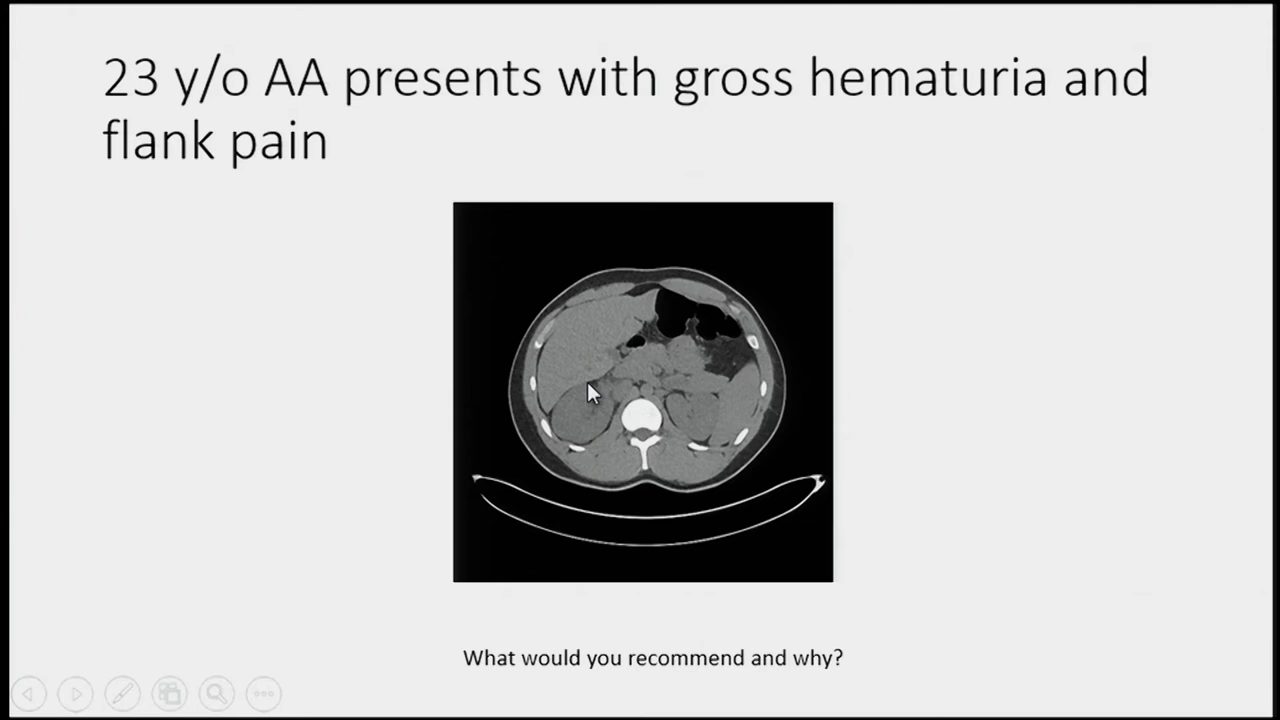 23 y/o AA presents with gross hematuria and
flank pain
What would you recommend and why?